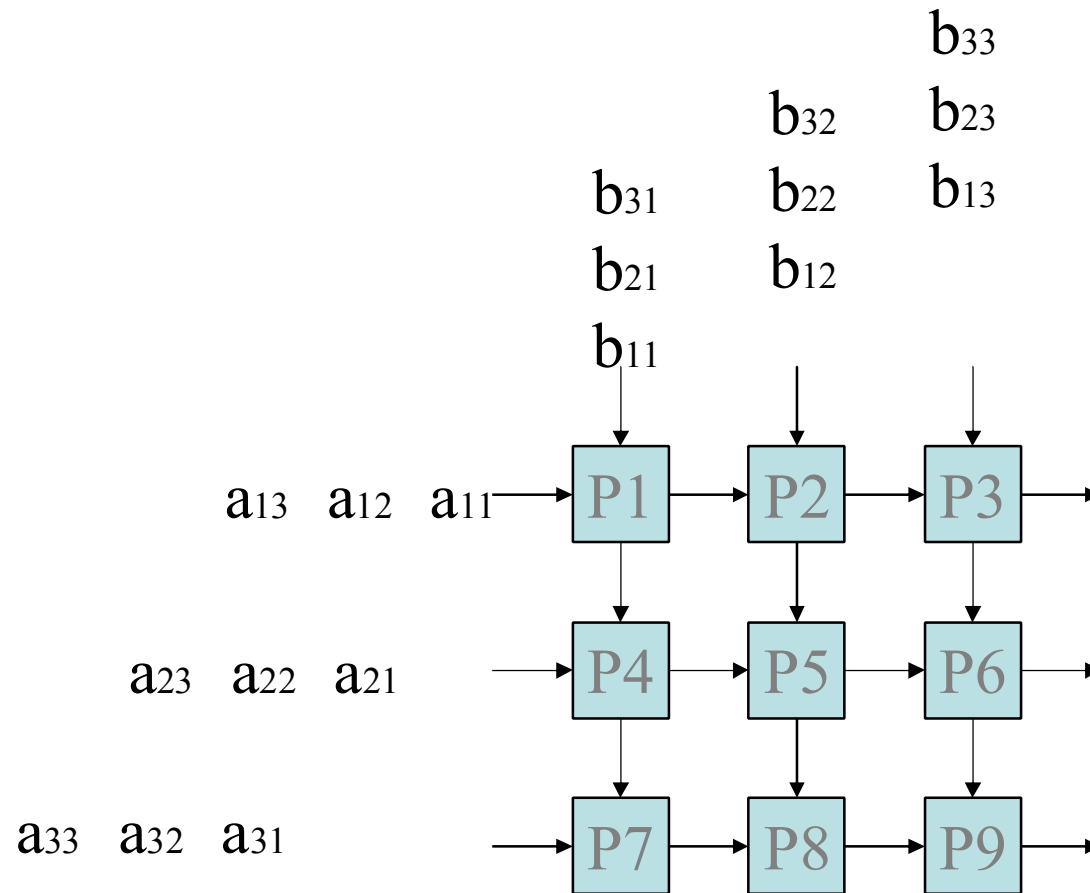 b33
b32 b23
b31 b22 b13
b21 b12
b11
a13 a12 a11 P1 P2 P3
a23 a22 a21 P4 P5 P6
a33 a32 a31 P7 P8 P9